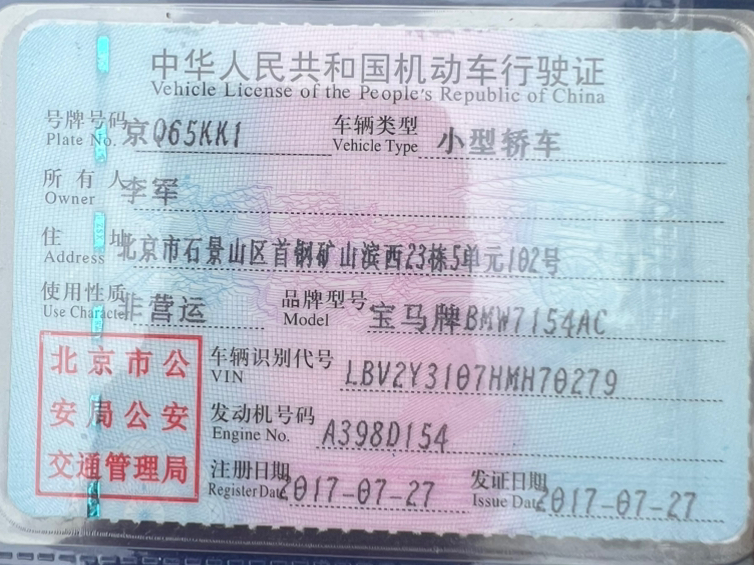 中华人民共和国机动车行驶证
Vehicle License of the People's Republic of China
号牌号码 京Q65KK1 车辆类型 小型轿车
Plate No. Vehicle Type
所有人 李军
Owner
住址 北京市石景山区首钢矿山滨西23栋5单元102号
Address
使用性质 非营运 品牌型号 宝马牌BMW7154AC
Use Character Model
北京市公安局公安交通管理局
车辆识别代号 LBV2Y3107HMH70279
VIN
发动机号码 A398D154
Engine No.
注册日期 2017-07-27 发证日期 2017-07-27
Register Date Issue Date